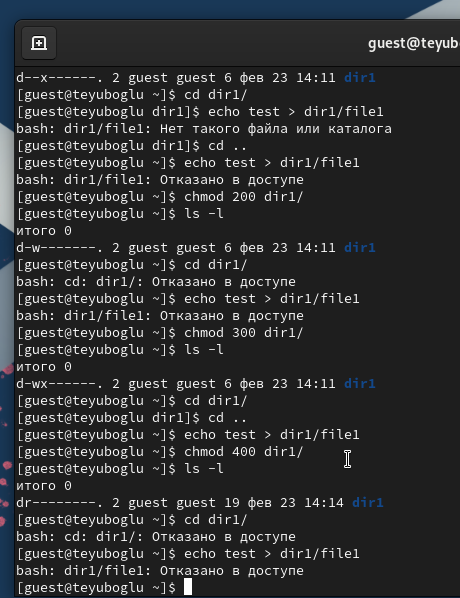 guest@teyub
d--x------. 2 guest guest 6 фев 23 14:11 dir1
[guest@teyuboglu ~]$ cd dir1/
[guest@teyuboglu dir1]$ echo test > dir1/file1
bash: dir1/file1: Нет такого файла или каталога
[guest@teyuboglu dir1]$ cd ..
[guest@teyuboglu ~]$ echo test > dir1/file1
bash: dir1/file1: Отказано в доступе
[guest@teyuboglu ~]$ chmod 200 dir1/
[guest@teyuboglu ~]$ ls -l
итого 0
d-w-------. 2 guest guest 6 фев 23 14:11 dir1
[guest@teyuboglu ~]$ cd dir1/
bash: cd: dir1/: Отказано в доступе
[guest@teyuboglu ~]$ echo test > dir1/file1
bash: dir1/file1: Отказано в доступе
[guest@teyuboglu ~]$ chmod 300 dir1/
[guest@teyuboglu ~]$ ls -l
итого 0
d-wx------. 2 guest guest 6 фев 23 14:11 dir1
[guest@teyuboglu ~]$ cd dir1/
[guest@teyuboglu dir1]$ cd ..
[guest@teyuboglu ~]$ echo test > dir1/file1
[guest@teyuboglu ~]$ chmod 400 dir1/
[guest@teyuboglu ~]$ ls -l
итого 0
dr--------. 2 guest guest 19 фев 23 14:14 dir1
[guest@teyuboglu ~]$ cd dir1/
bash: cd: dir1/: Отказано в доступе
[guest@teyuboglu ~]$ echo test > dir1/file1
bash: dir1/file1: Отказано в доступе
[guest@teyuboglu ~]$